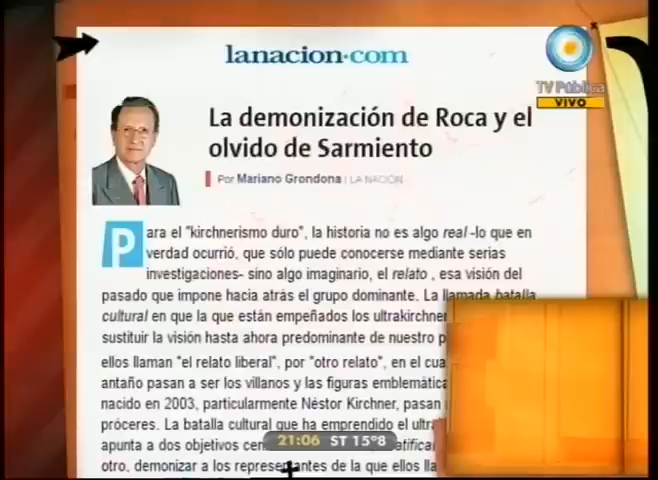 lanacion.com
TV Pública
VIVO
La demonización de Roca y el
olvido de Sarmiento
Por Mariano Grondona | LA NACION
Para el "kirchnerismo duro", la historia no es algo real -lo que en
verdad ocurrió, que sólo puede conocerse mediante serias
investigaciones- sino algo imaginario, el relato , esa visión del
pasado que impone hacia atrás el grupo dominante. La llamada batalla
cultural en que la que están empeñados los ultrakirchner
sustituir la visión hasta ahora predominante de nuestro p
ellos llaman "el relato liberal", por "otro relato", en el cua
antaño pasan a ser los villanos y las figuras emblemática
nacido en 2003, particularmente Néstor Kirchner, pasan
próceres. La batalla cultural que ha emprendido el ultra
apunta a dos objetivos cen atifica
21:06 ST 15°8
otro, demonizar a los representantes de la que ellos lla